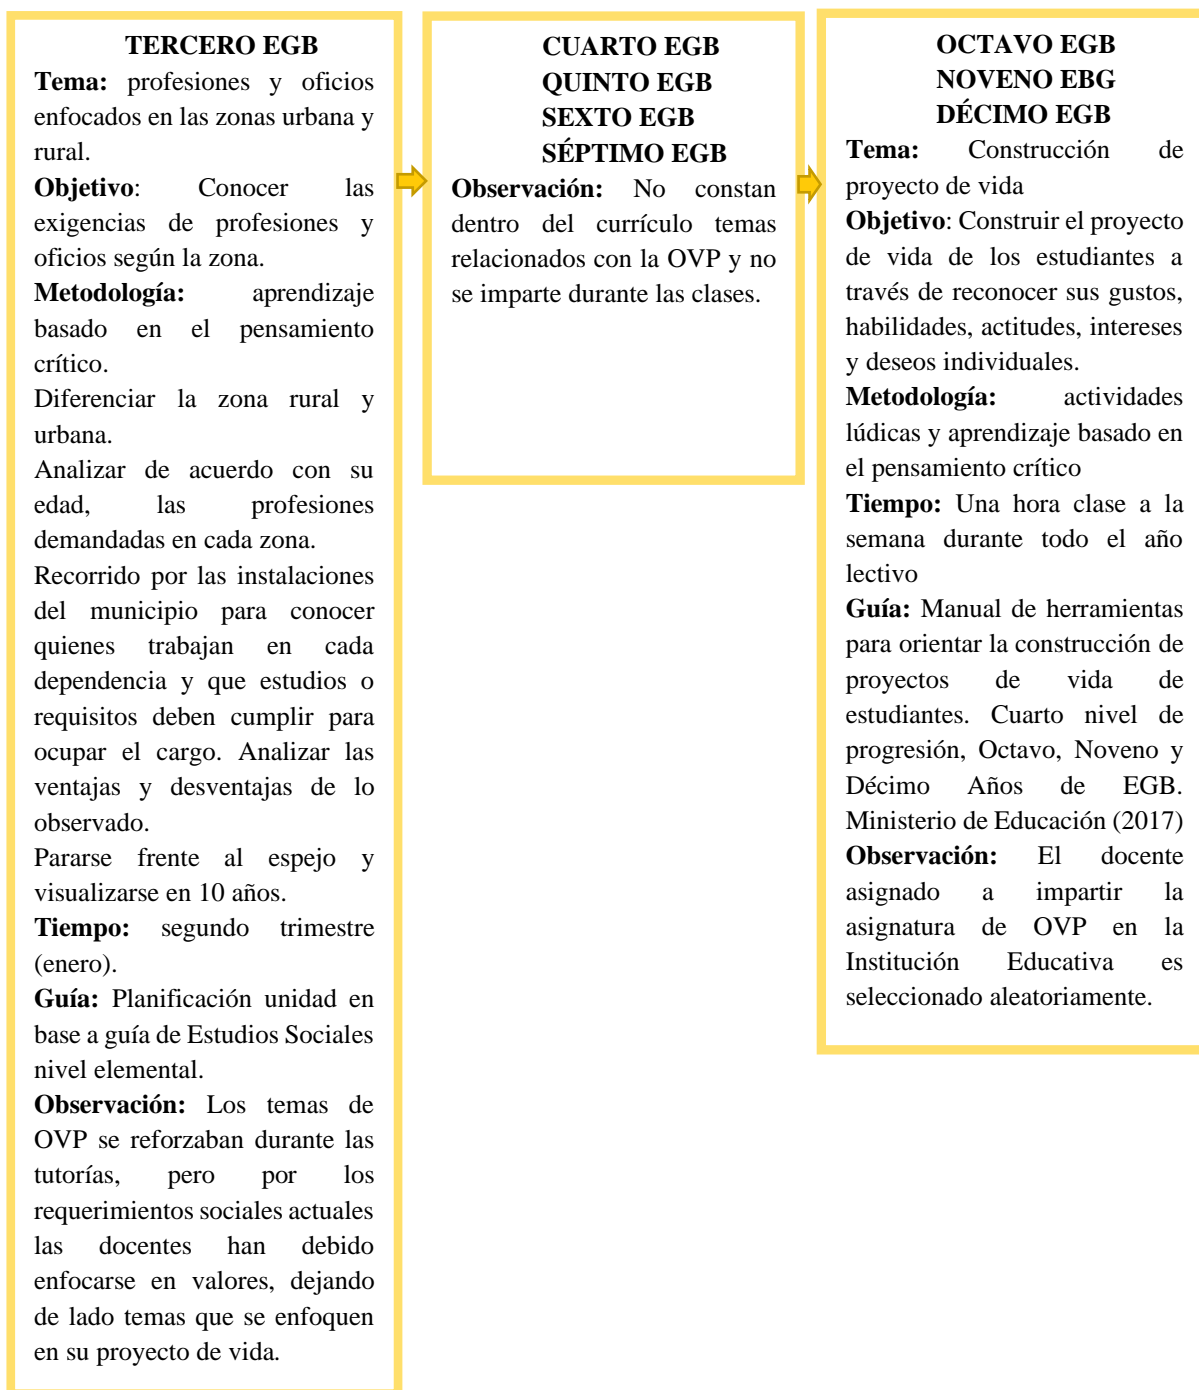 TERCERO EGB
Tema: profesiones y oficios
enfocados en las zonas urbana y
rural.
Objetivo: Conocer las
exigencias de profesiones y
oficios según la zona.
Metodología: aprendizaje
basado en el pensamiento
crítico.
Diferenciar la zona rural y
urbana.
Analizar de acuerdo con su
edad, las profesiones
demandadas en cada zona.
Recorrido por las instalaciones
del municipio para conocer
quienes trabajan en cada
dependencia y que estudios o
requisitos deben cumplir para
ocupar el cargo. Analizar las
ventajas y desventajas de lo
observado.
Pararse frente al espejo y
visualizarse en 10 años.
Tiempo: segundo trimestre
(enero).
Guía: Planificación unidad en
base a guía de Estudios Sociales
nivel elemental.
Observación: Los temas de
OVP se reforzaban durante las
tutorías, pero por los
requerimientos sociales actuales
las docentes han debido
enfocarse en valores, dejando
de lado temas que se enfoquen
en su proyecto de vida.
CUARTO EGB
QUINTO EGB
SEXTO EGB
SÉPTIMO EGB
Observación: No constan
dentro del currículo temas
relacionados con la OVP y no
se imparte durante las clases.
OCTAVO EGB
NOVENO EBG
DÉCIMO EGB
Tema: Construcción de
proyecto de vida
Objetivo: Construir el proyecto
de vida de los estudiantes a
través de reconocer sus gustos,
habilidades, actitudes, intereses
y deseos individuales.
Metodología: actividades
lúdicas y aprendizaje basado en
el pensamiento crítico
Tiempo: Una hora clase a la
semana durante todo el año
lectivo
Guía: Manual de herramientas
para orientar la construcción de
proyectos de vida de
estudiantes. Cuarto nivel de
progresión, Octavo, Noveno y
Décimo Años de EGB.
Ministerio de Educación (2017)
Observación: El docente
asignado a impartir la
asignatura de OVP en la
Institución Educativa es
seleccionado aleatoriamente.